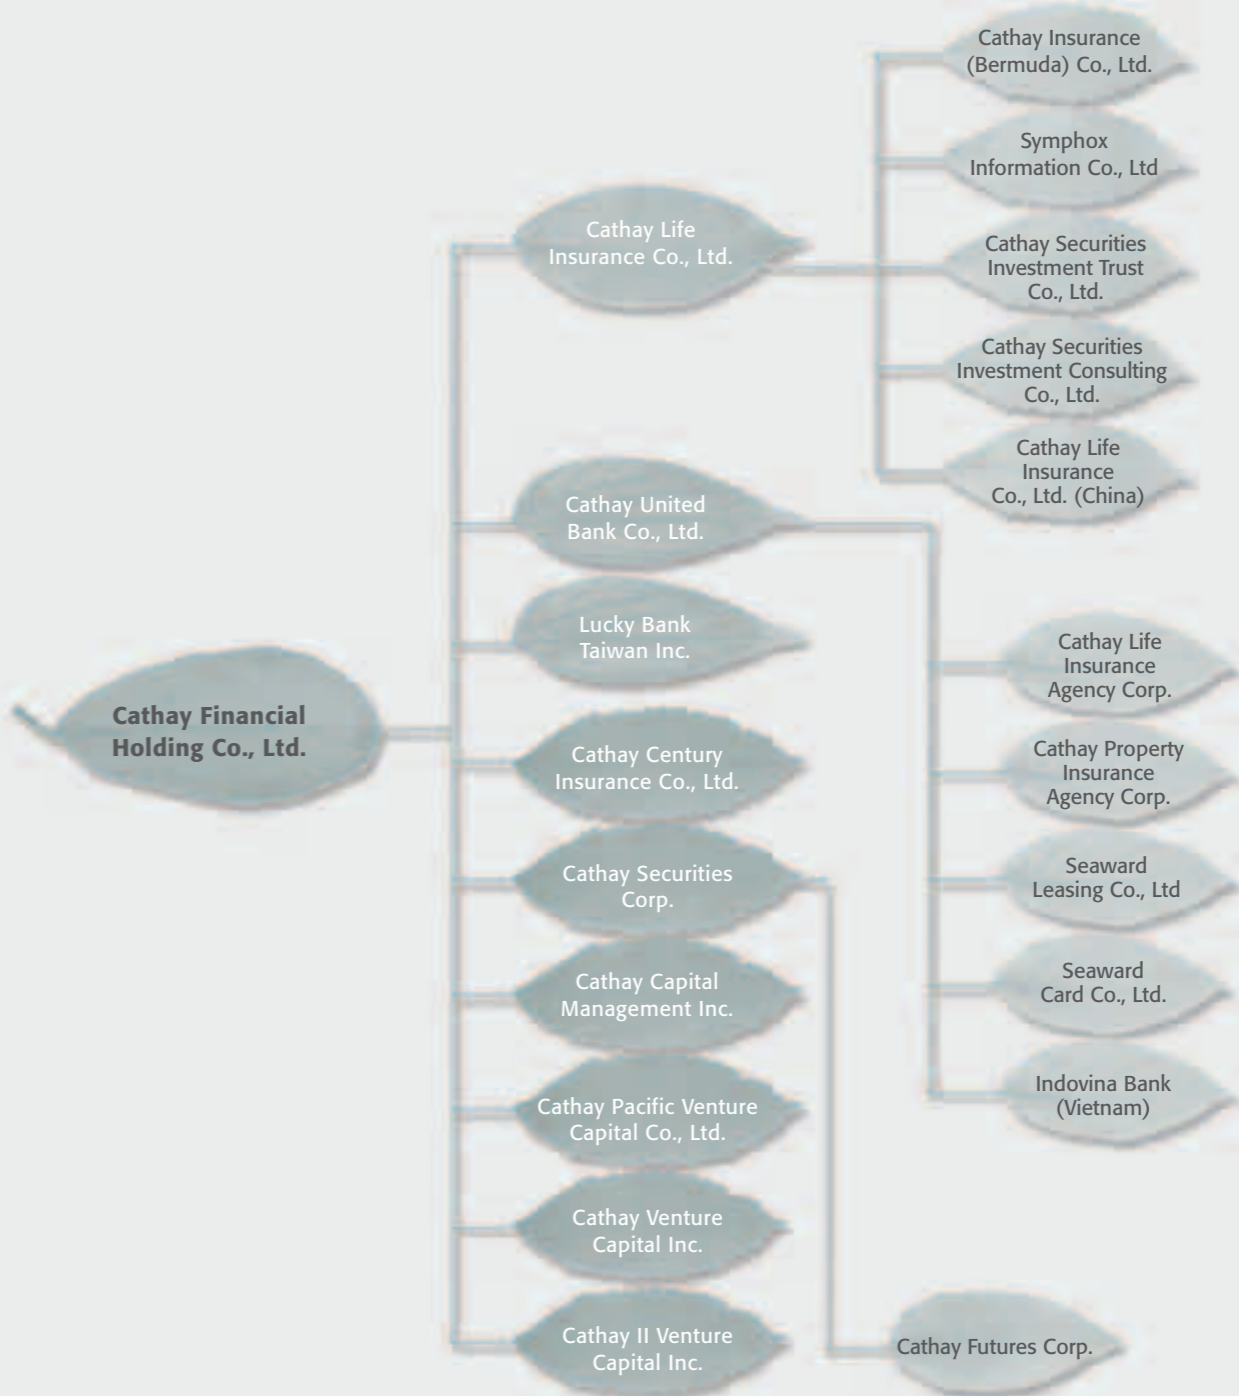 Cathay Financial
Holding Co., Ltd.
Cathay Life
Insurance Co., Ltd.
Cathay United
Bank Co., Ltd.
Lucky Bank
Taiwan Inc.
Cathay Century
Insurance Co., Ltd.
Cathay Securities
Corp.
Cathay Capital
Management Inc.
Cathay Pacific Venture
Capital Co., Ltd.
Cathay Venture
Capital Inc.
Cathay II Venture
Capital Inc.
Cathay Insurance
(Bermuda) Co., Ltd.
Symphox
Information Co., Ltd
Cathay Securities
Investment Trust
Co., Ltd.
Cathay Securities
Investment Consulting
Co., Ltd.
Cathay Life
Insurance
Co., Ltd. (China)
Cathay Life
Insurance
Agency Corp.
Cathay Property
Insurance
Agency Corp.
Seaward
Leasing Co., Ltd
Seaward
Card Co., Ltd.
Indovina Bank
(Vietnam)
Cathay Futures Corp.